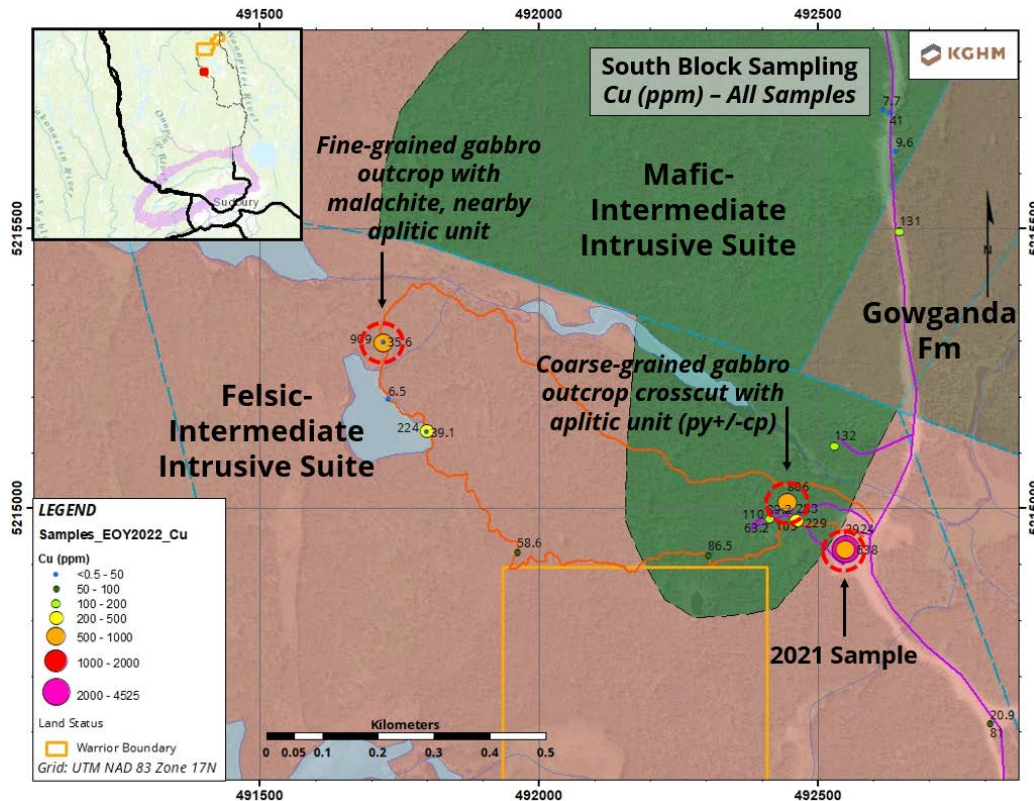 491500
492000
492500
Wanapitei River
Sudbury
South Block Sampling
Cu (ppm) – All Samples
KGHM
7.7
41
9.6
131
Fine-grained gabbro
outcrop with
malachite, nearby
aplitic unit
Mafic-
Intermediate
Intrusive Suite
5215500
5215500
N
Gowganda
Fm
909
35.6
Coarse-grained gabbro
outcrop crosscut with
aplitic unit (py+/-cp)
6.5
Felsic-
Intermediate
Intrusive Suite
224
39.1
132
5215000
5215000
110
63.2
229
2924
638
58.6
86.5
2021 Sample
20.9
81
LEGEND
Samples_EOY2022_Cu
Cu (ppm)
<0.5 - 50
50 - 100
100 - 200
200 - 500
500 - 1000
1000 - 2000
2000 - 4525
Land Status
Warrior Boundary
Grid: UTM NAD 83 Zone 17N
Kilometers
0 0.05 0.1 0.2 0.3 0.4 0.5
491500
492000
492500